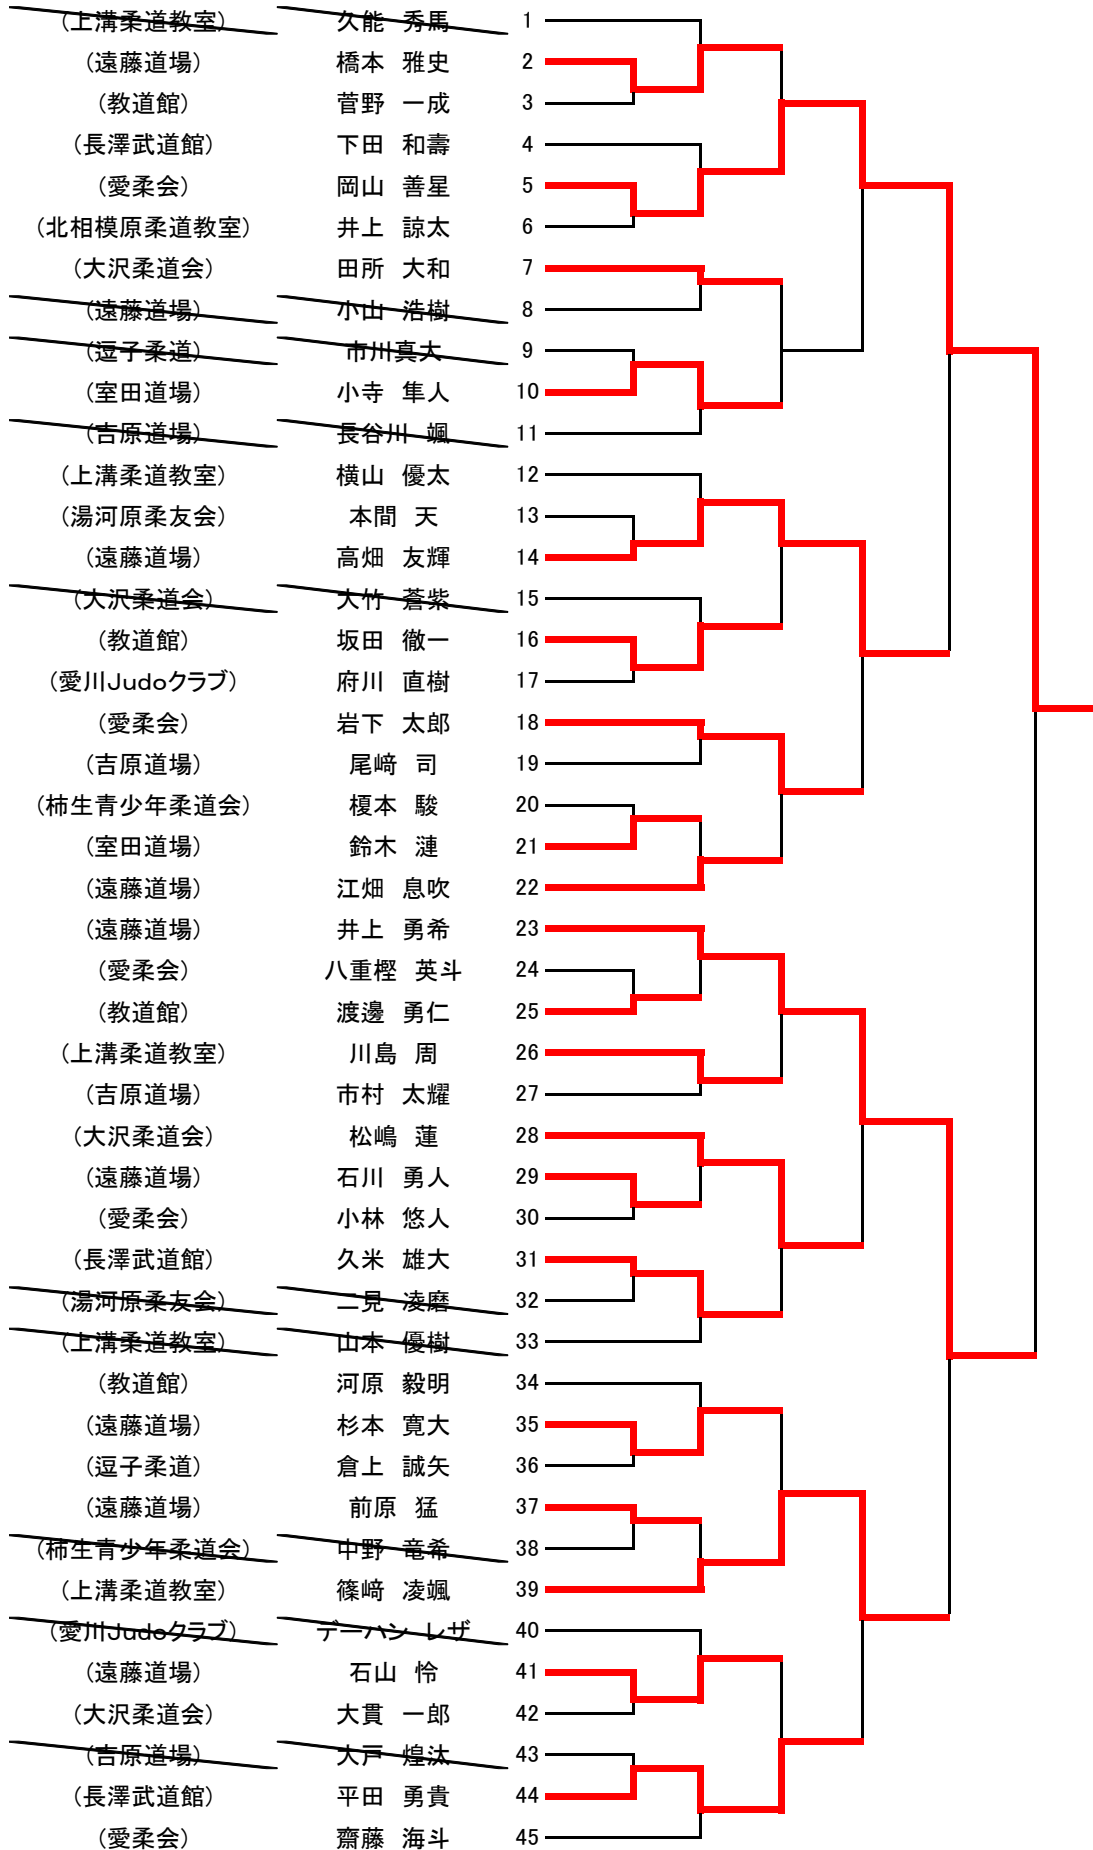 （上溝柔道教室） 久能 秀馬 1
（遠藤道場） 橋本 雅史 2
（教道館） 菅野 一成 3
（長澤武道館） 下田 和壽 4
（愛柔会） 岡山 善星 5
（北相模原柔道教室） 井上 諒太 6
（大沢柔道会） 田所 大和 7
（遠藤道場） 小山 浩樹 8
（逗子柔道） 市川真大 9
（室田道場） 小寺 隼人 10
（吉原道場） 長谷川 颯 11
（上溝柔道教室） 横山 優太 12
（湯河原柔友会） 本間 天 13
（遠藤道場） 高畑 友輝 14
（大沢柔道会） 大竹 蒼紫 15
（教道館） 坂田 徹一 16
（愛川Judoクラブ） 府川 直樹 17
（愛柔会） 岩下 太郎 18
（吉原道場） 尾﨑 司 19
（柿生青少年柔道会） 榎本 駿 20
（室田道場） 鈴木 漣 21
（遠藤道場） 江畑 息吹 22
（遠藤道場） 井上 勇希 23
（愛柔会） 八重樫 英斗 24
（教道館） 渡邊 勇仁 25
（上溝柔道教室） 川島 周 26
（吉原道場） 市村 太耀 27
（大沢柔道会） 松嶋 蓮 28
（遠藤道場） 石川 勇人 29
（愛柔会） 小林 悠人 30
（長澤武道館） 久米 雄大 31
（湯河原柔友会） 二見 凌磨 32
（上溝柔道教室） 山本 優樹 33
（教道館） 河原 毅明 34
（遠藤道場） 杉本 寛大 35
（逗子柔道） 倉上 誠矢 36
（遠藤道場） 前原 猛 37
（柿生青少年柔道会） 中野 竜希 38
（上溝柔道教室） 篠﨑 凌颯 39
（愛川Judoクラブ） デーハン レザ 40
（遠藤道場） 石山 怜 41
（大沢柔道会） 大貫 一郎 42
（吉原道場） 大戸 煌汰 43
（長澤武道館） 平田 勇貴 44
（愛柔会） 齋藤 海斗 45